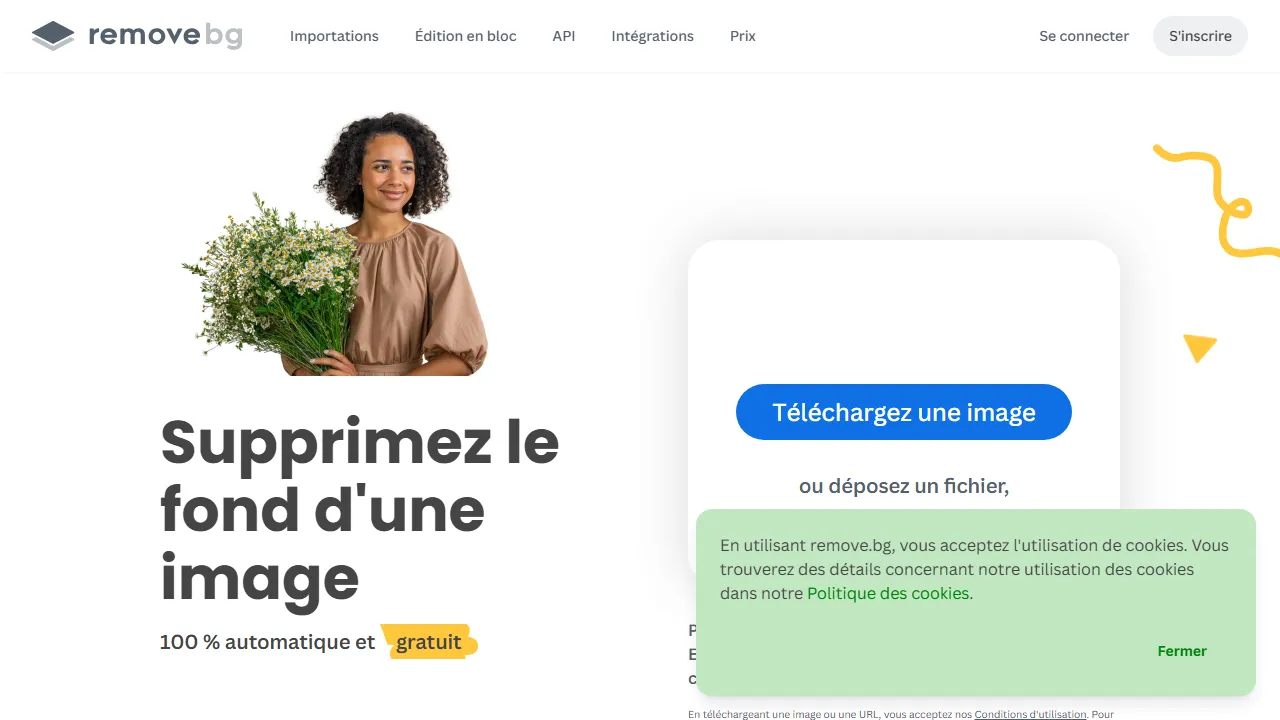 removebg
Importations
Édition en bloc
API
Intégrations
Prix
Se connecter
S'inscrire
Supprimez le
fond d'une
image
100 % automatique et gratuit
Téléchargez une image
ou déposez un fichier,
En utilisant remove.bg, vous acceptez l'utilisation de cookies. Vous
trouverez des détails concernant notre utilisation des cookies
dans notre Politique des cookies.
Fermer
En téléchargeant une image ou une URL, vous acceptez nos Conditions d'utilisation. Pour